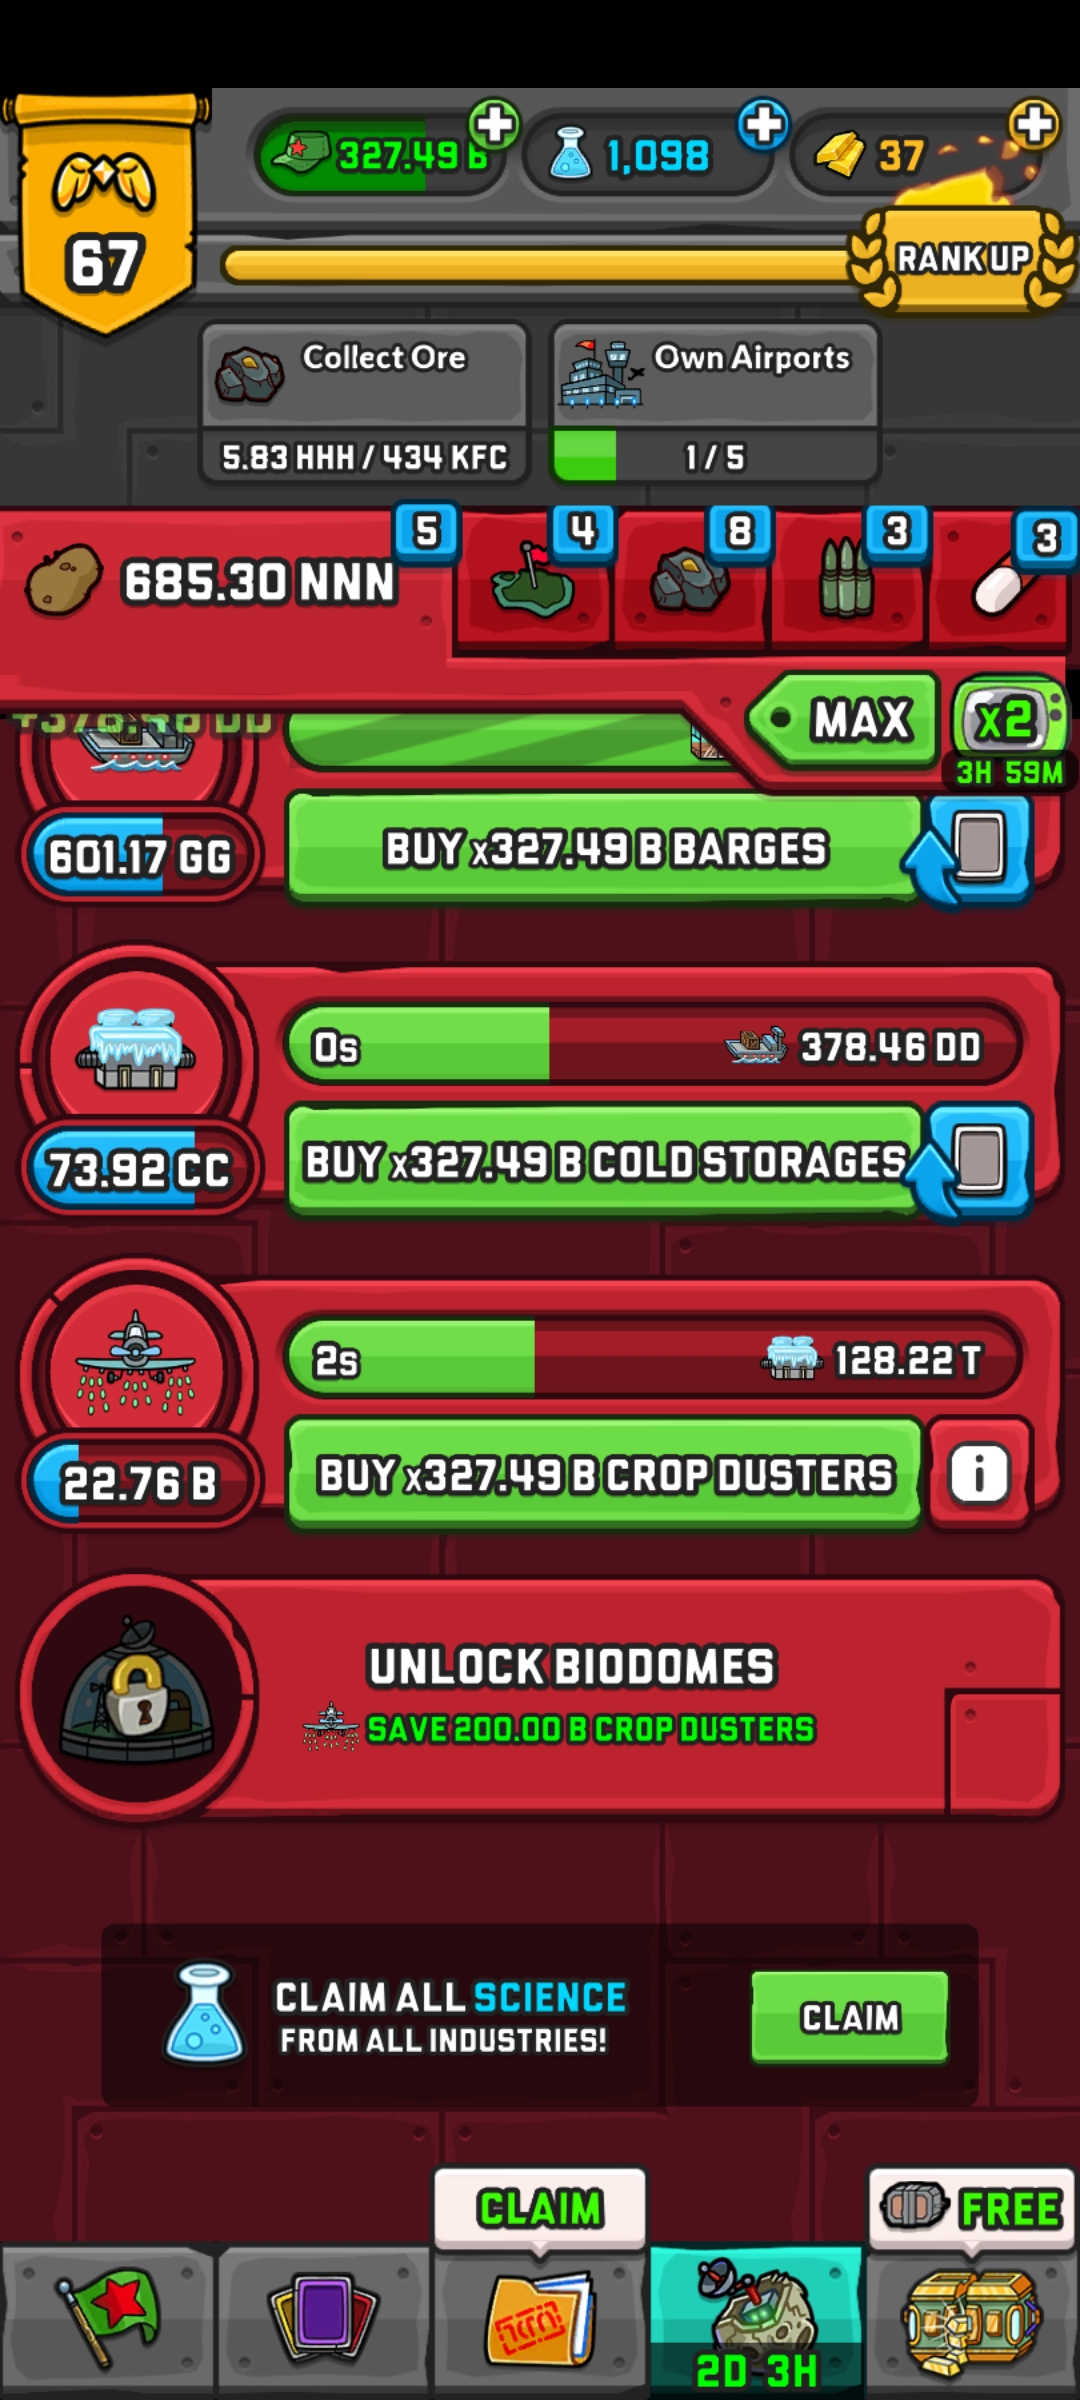 327.49 B
1,098
37
67
RANK UP
Collect Ore
5.83 HHH / 434 KFC
Own Airports
1 / 5
685.30 NNN
5
4
8
3
3
MAX
x2
3H 59M
+378.46 DD
601.17 GG
BUY x327.49 B BARGES
0s
378.46 DD
73.92 CC
BUY x327.49 B COLD STORAGES
2s
128.22 T
22.76 B
BUY x327.49 B CROP DUSTERS
i
UNLOCK BIODOMES
SAVE 200.00 B CROP DUSTERS
CLAIM ALL SCIENCE
FROM ALL INDUSTRIES!
CLAIM
CLAIM
FREE
2D 3H